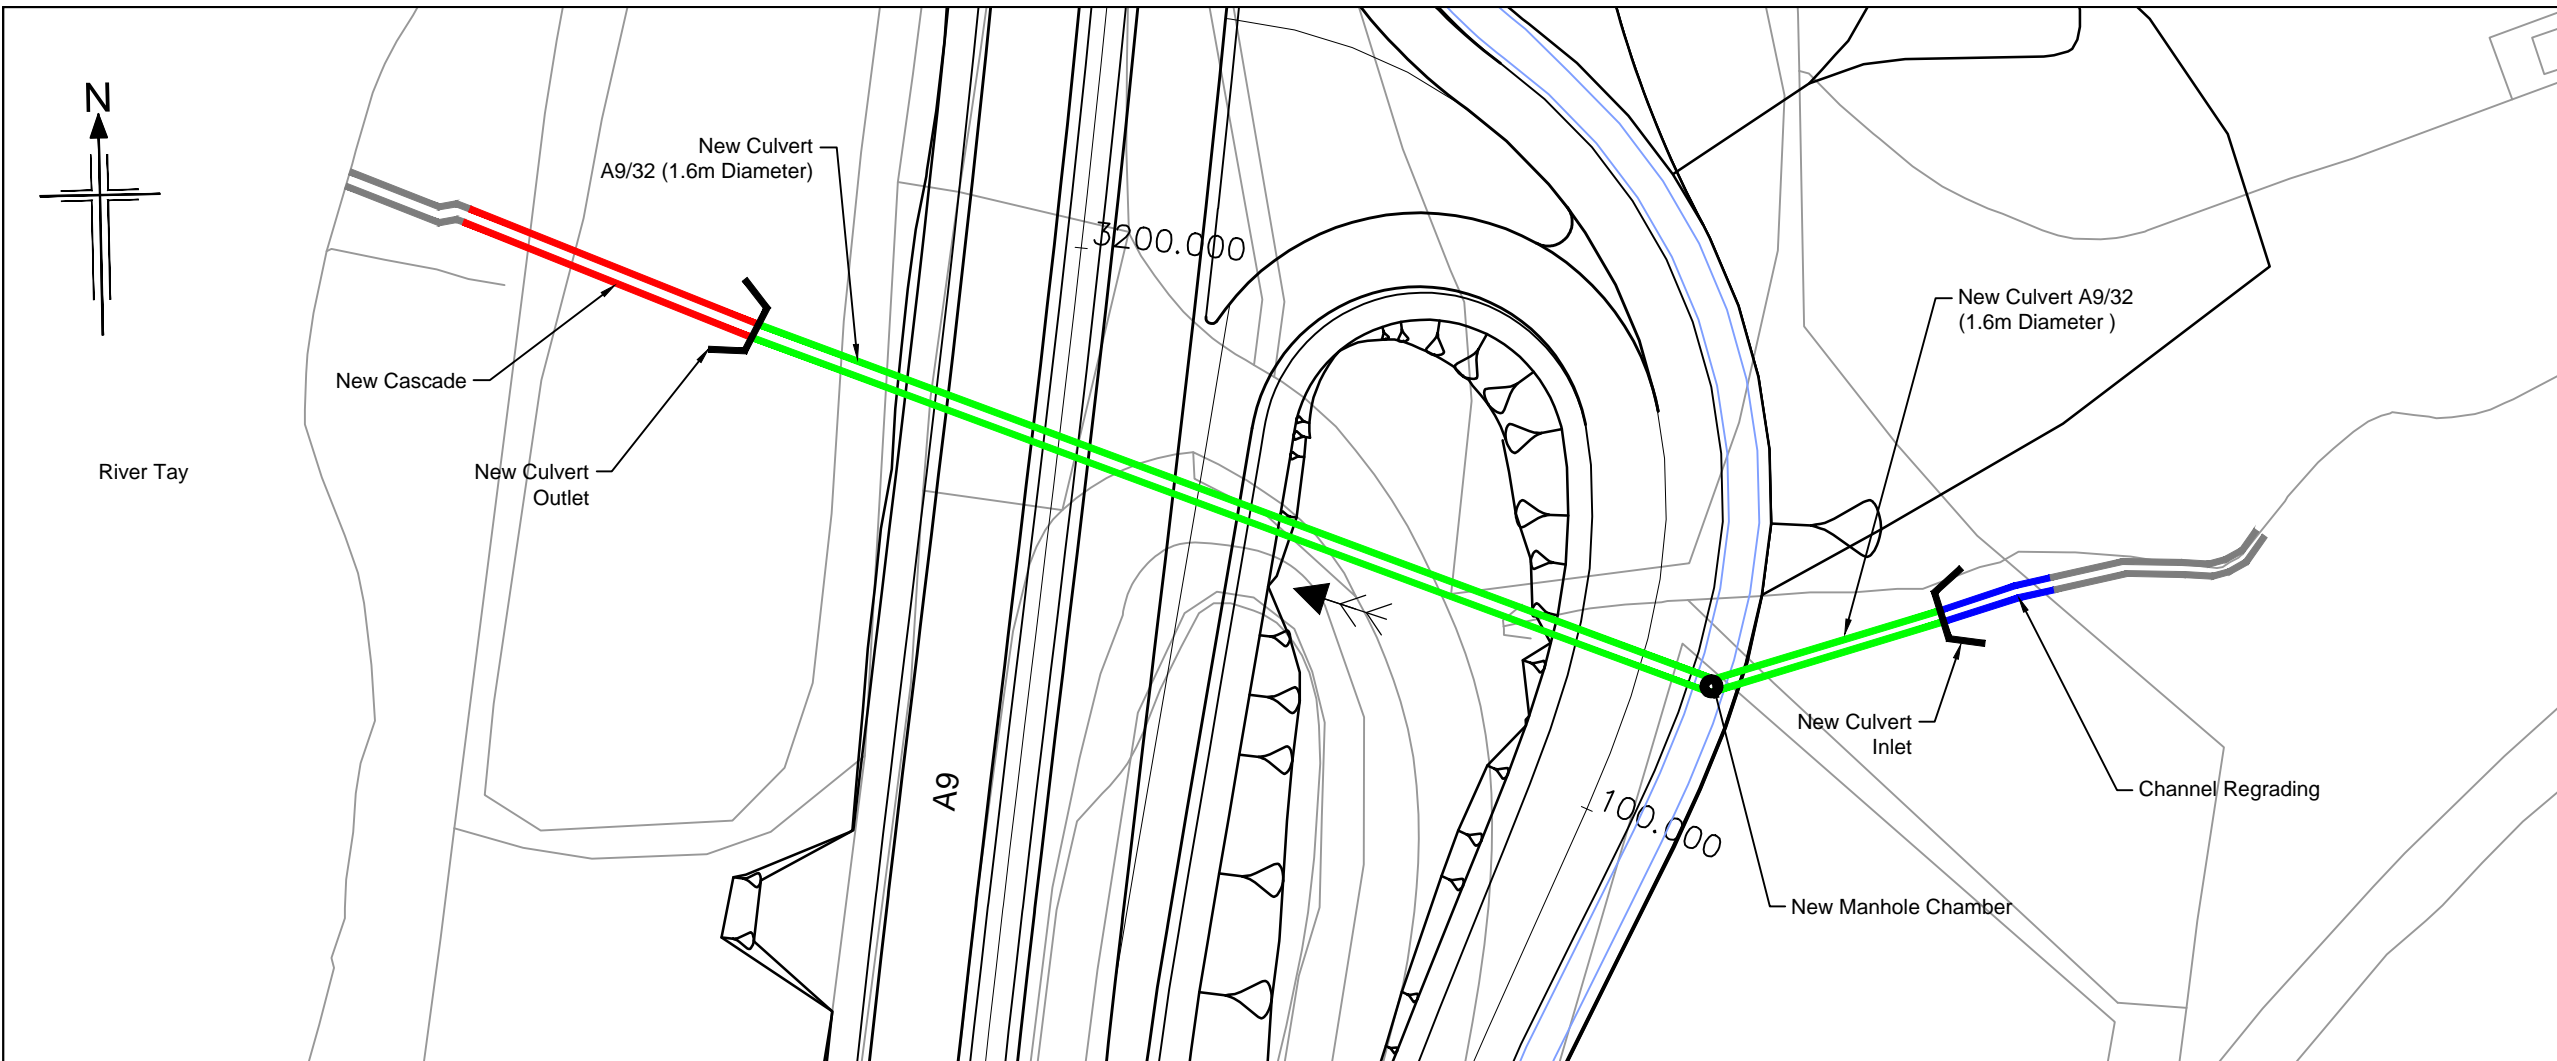 N
New Culvert
A9/32 (1.6m Diameter)
3200.000
New Culvert A9/32
(1.6m Diameter )
New Cascade
River Tay
New Culvert
Outlet
New Culvert
Inlet
A9
Channel Regrading
100.000
New Manhole Chamber